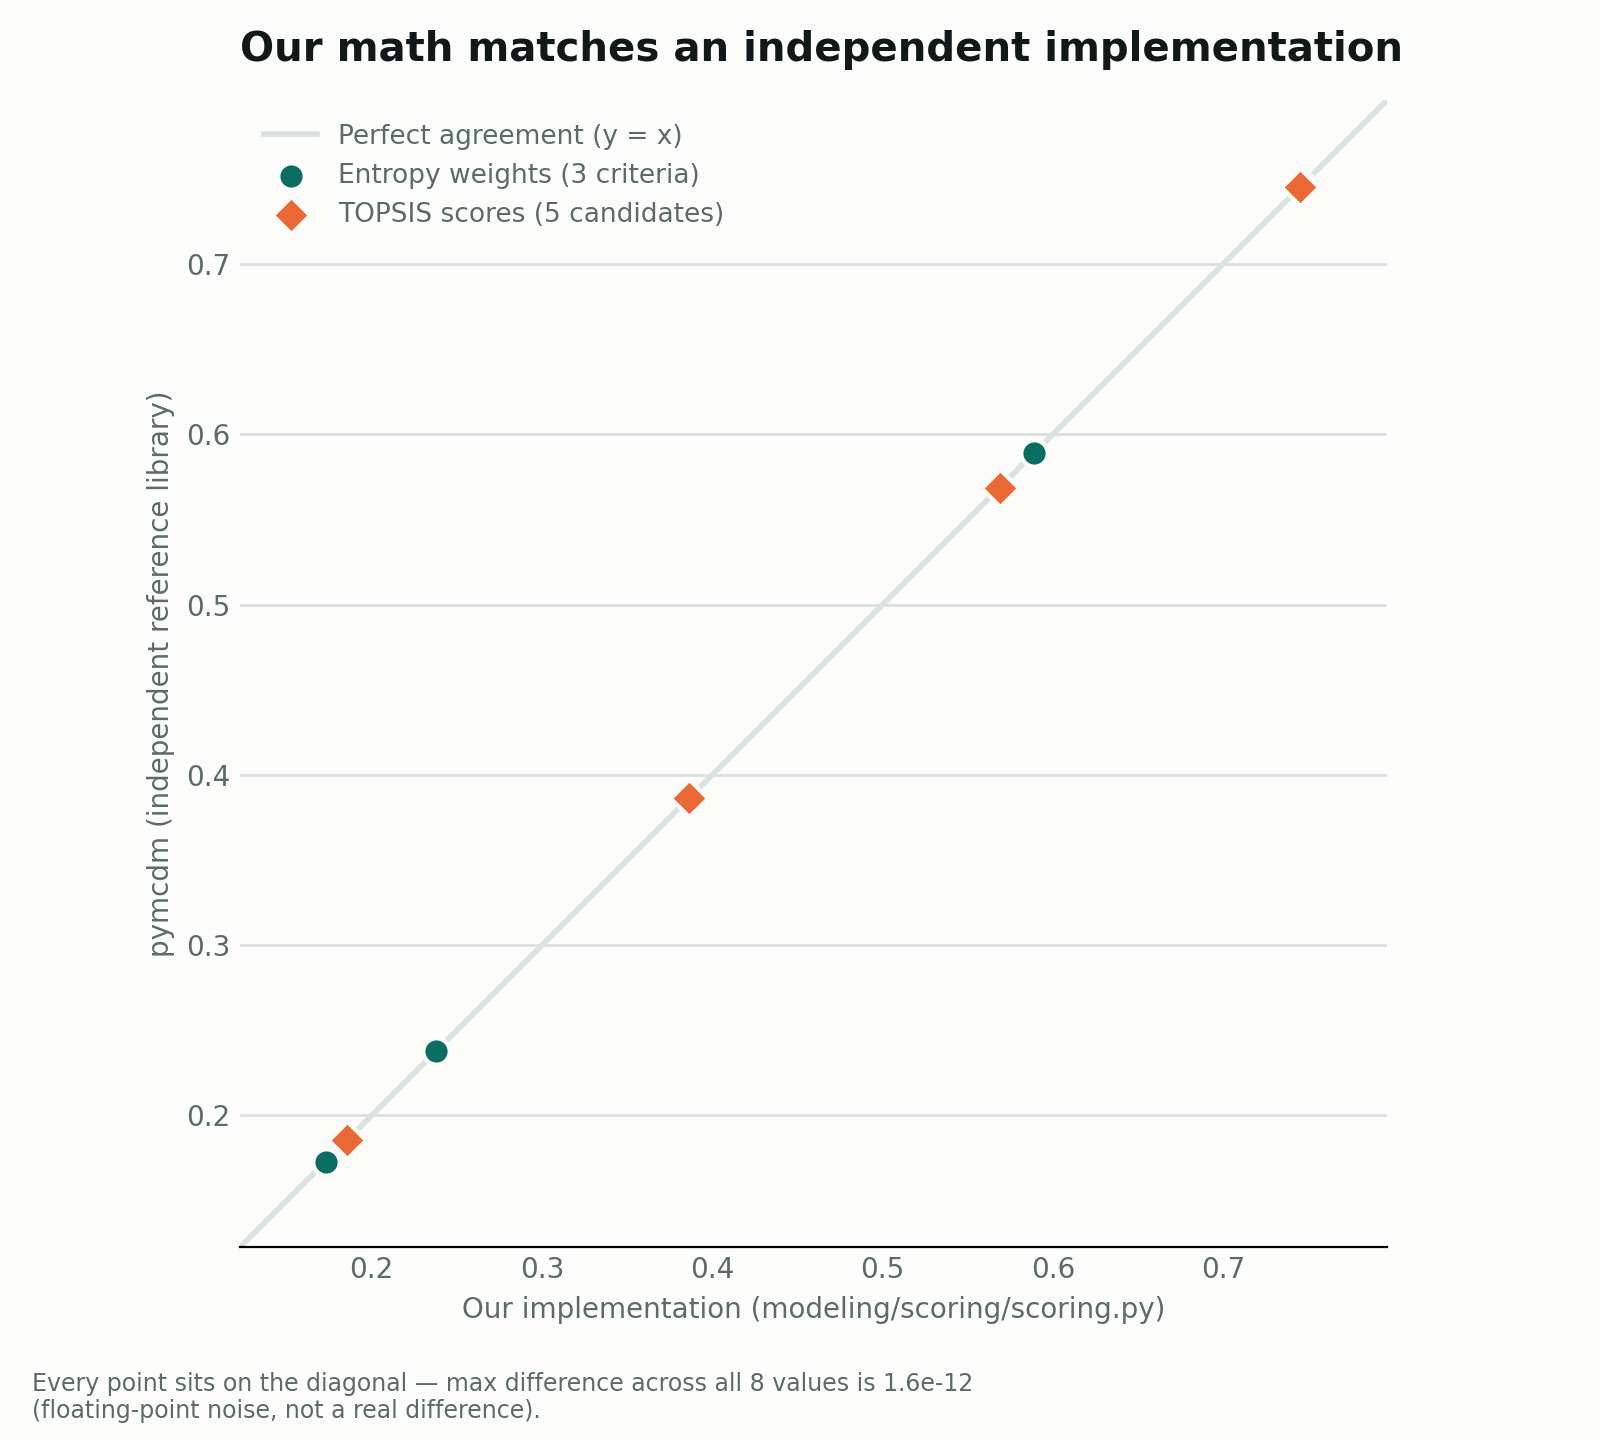 Our math matches an independent implementation
Perfect agreement (y = x)
Entropy weights (3 criteria)
TOPSIS scores (5 candidates)
pymcdm (independent reference library)
0.7
0.6
0.5
0.4
0.3
0.2
0.2 0.3 0.4 0.5 0.6 0.7
Our implementation (modeling/scoring/scoring.py)
Every point sits on the diagonal — max difference across all 8 values is 1.6e-12
(floating-point noise, not a real difference).